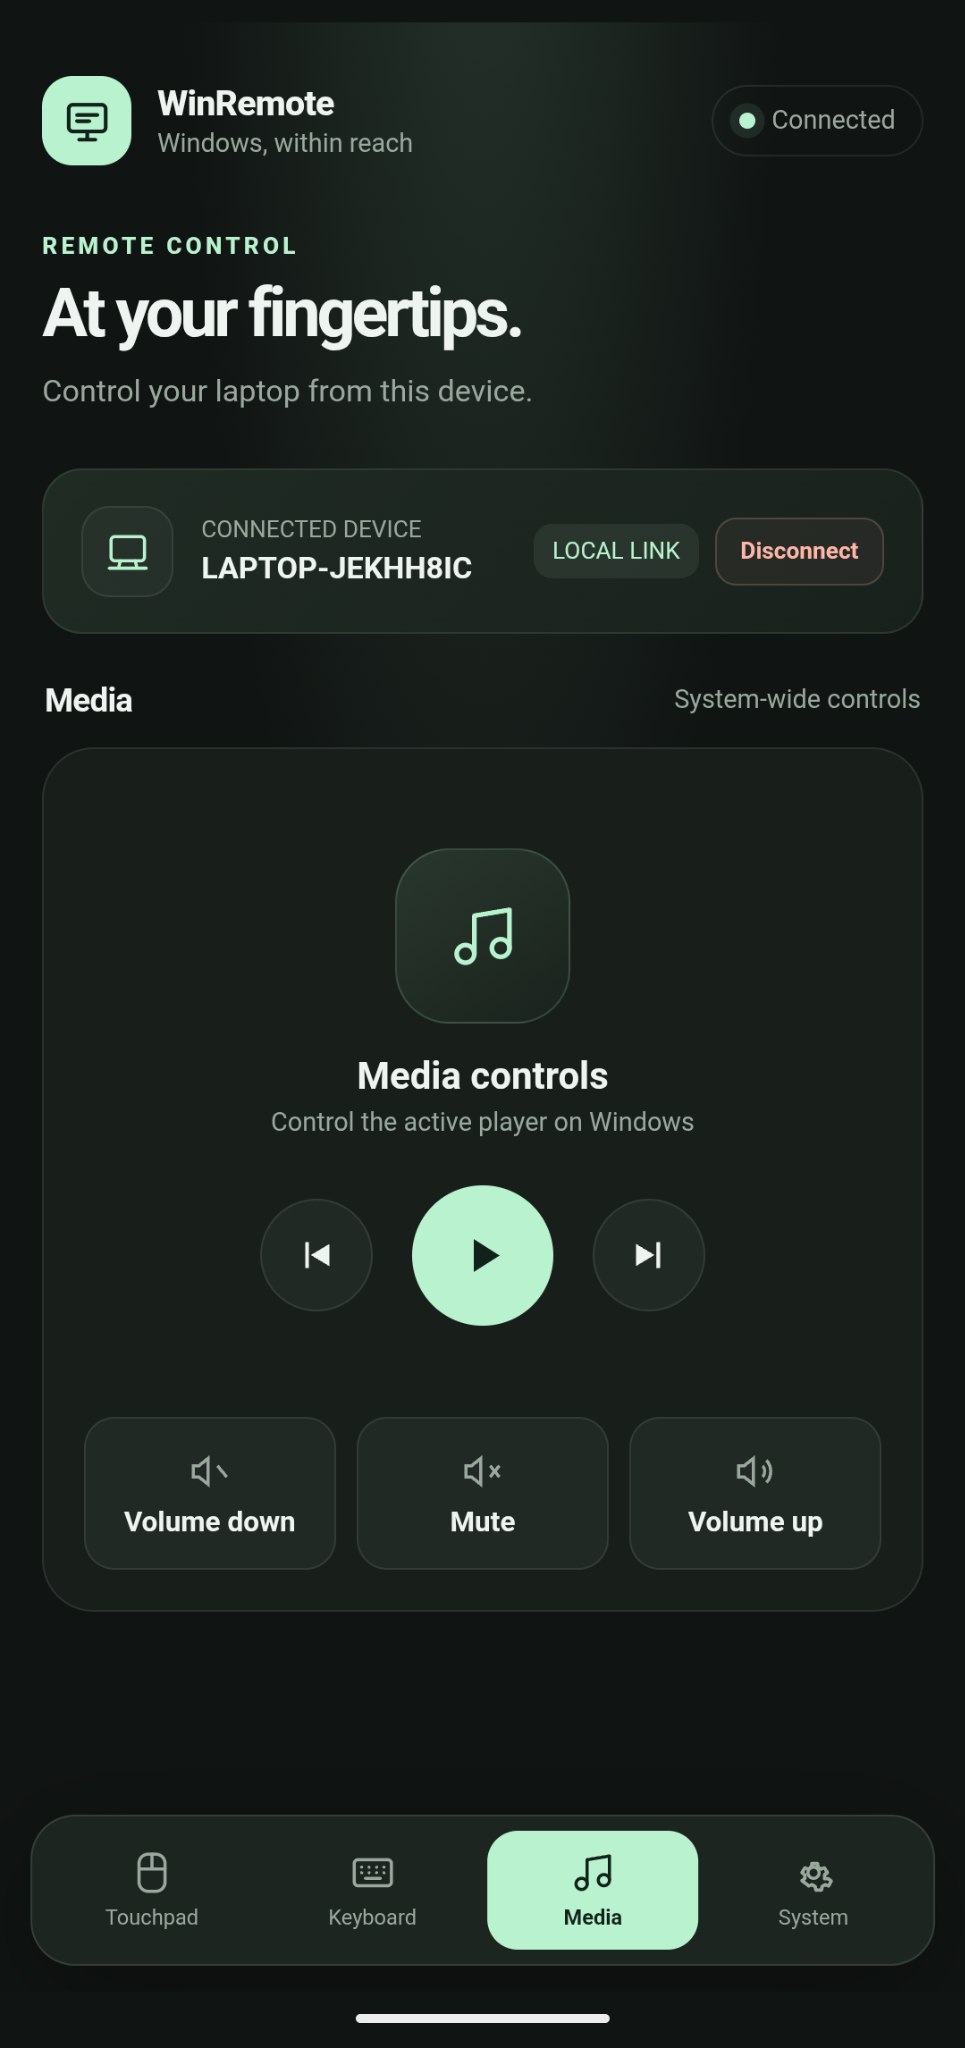 WinRemote
Windows, within reach
Connected
REMOTE CONTROL
At your fingertips.
Control your laptop from this device.
CONNECTED DEVICE
LAPTOP-JEKHH8IC
LOCAL LINK
Disconnect
Media
System-wide controls
Media controls
Control the active player on Windows
Volume down
Mute
Volume up
Touchpad
Keyboard
Media
System